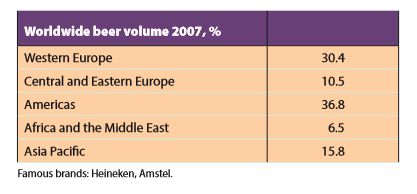 Worldwide beer volume 2007, %
Western Europe 30.4
Central and Eastern Europe 10.5
Americas 36.8
Africa and the Middle East 6.5
Asia Pacific 15.8
Famous brands: Heineken, Amstel.